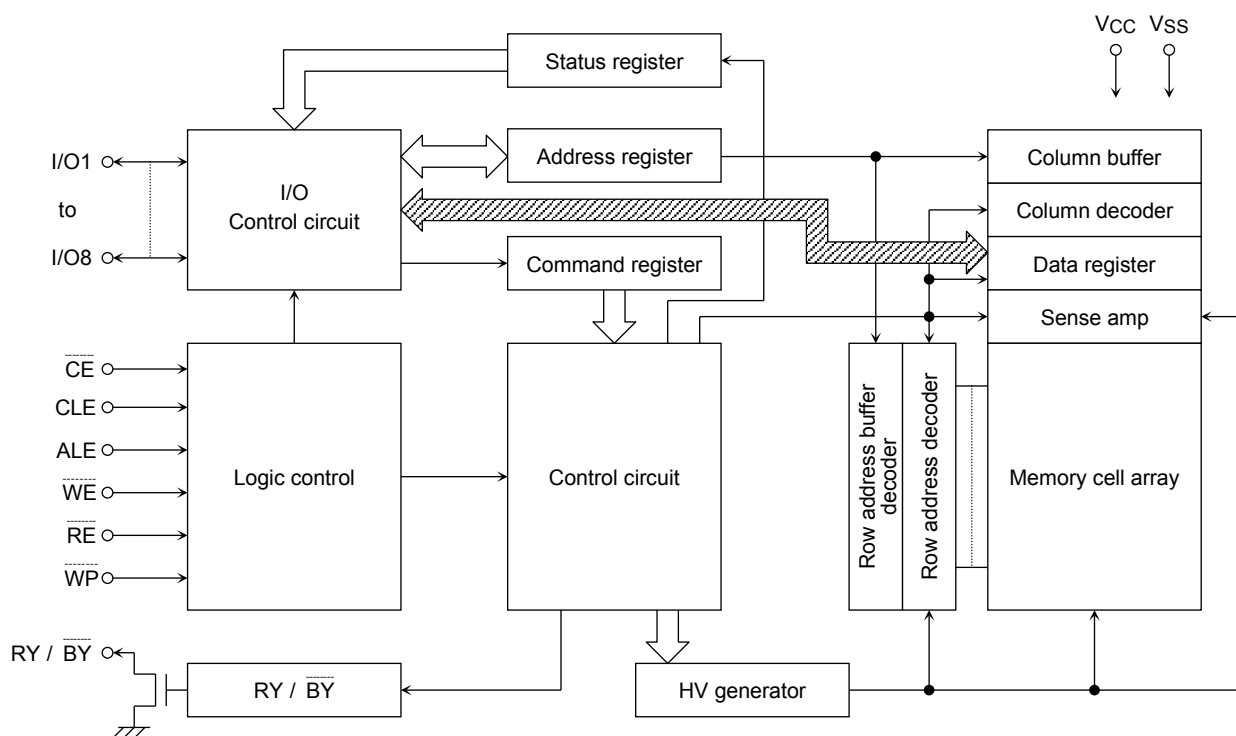 VCC VSS
Status register
I/O1
to
I/O8
I/O
Control circuit
Address register
Command register
Column buffer
Column decoder
Data register
Sense amp
CE
CLE
ALE
WE
RE
WP
Logic control
Control circuit
Row address buffer
decoder
Row address decoder
Memory cell array
RY / BY
RY / BY
HV generator